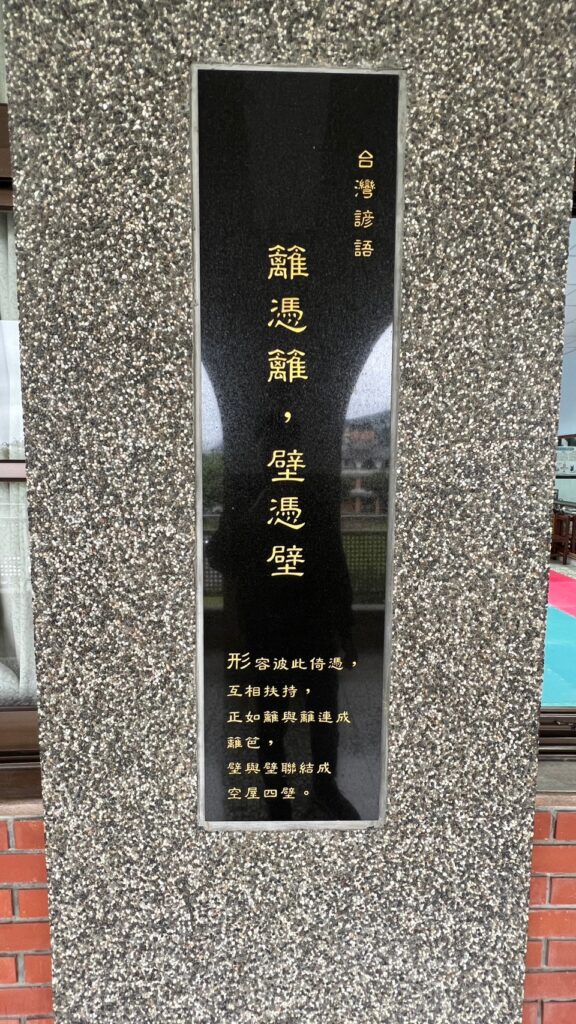 台灣諺語
籬憑籬，壁憑壁
形容彼此倚憑，
互相扶持，
正如籬與籬連成
籬笆，
壁與壁聯結成
空屋四壁。